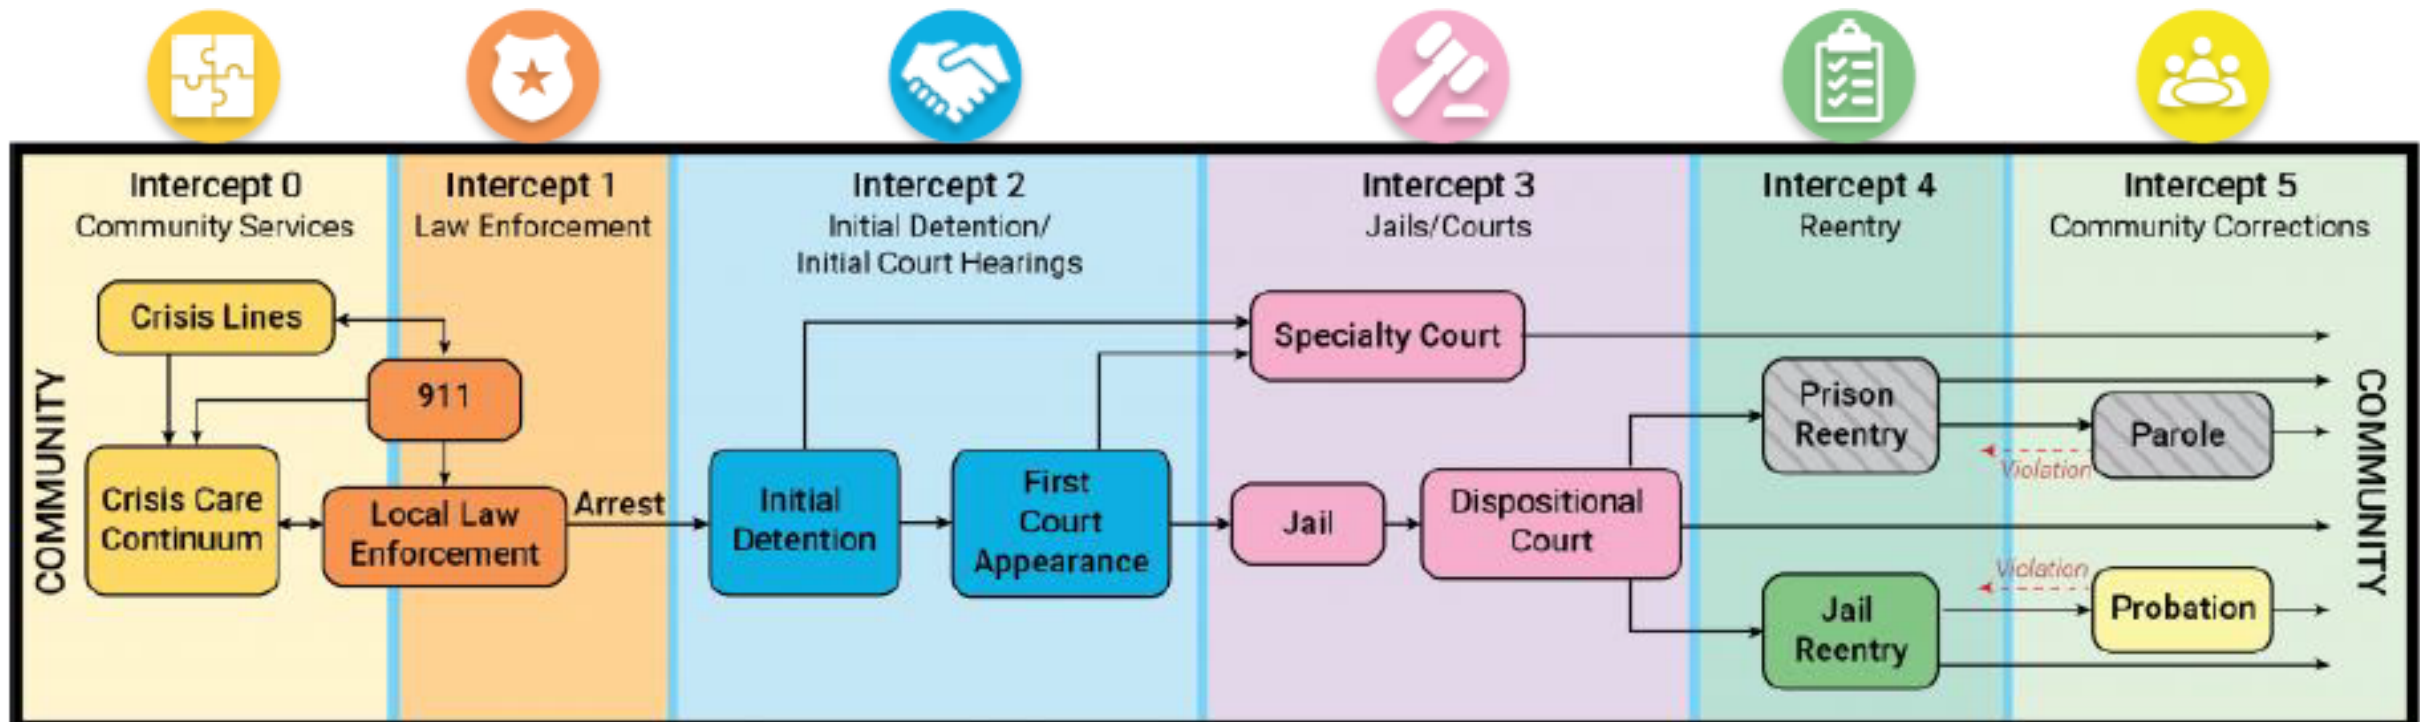 Intercept 0
Community Services
Intercept 1
Law Enforcement
Intercept 2
Initial Detention/
Initial Court Hearings
Intercept 3
Jails/Courts
Intercept 4
Reentry
Intercept 5
Community Corrections
COMMUNITY
Crisis Lines
911
Crisis Care
Continuum
Local Law
Enforcement
Arrest
Initial
Detention
First
Court
Appearance
Specialty Court
Jail
Dispositional
Court
Prison
Reentry
Jail
Reentry
Violation
Parole
Violation
Probation
COMMUNITY